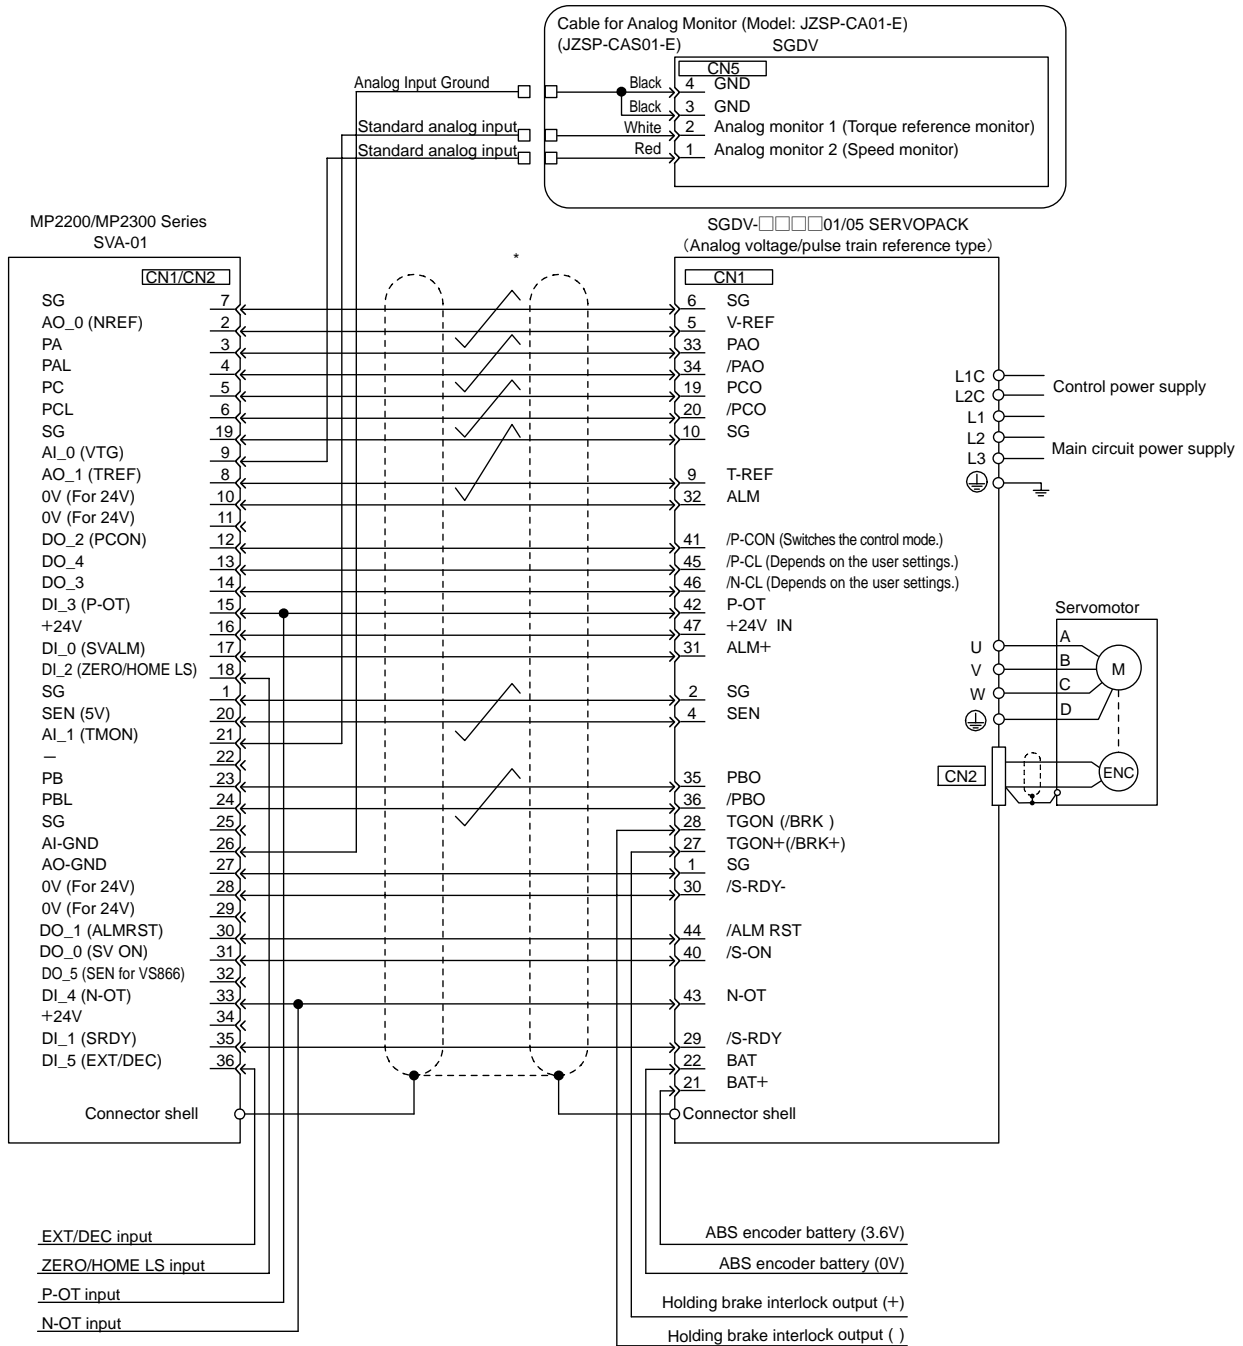 Cable for Analog Monitor (Model: JZSP-CA01-E)
(JZSP-CAS01-E) SGDV
CN5
Analog Input Ground Black 4 GND
Black 3 GND
Standard analog input White 2 Analog monitor 1 (Torque reference monitor)
Standard analog input Red 1 Analog monitor 2 (Speed monitor)
MP2200/MP2300 Series
SVA-01
SGDV-□□□□01/05 SERVOPACK
(Analog voltage/pulse train reference type)
*
CN1/CN2 CN1
SG 7 6 SG
AO_0 (NREF) 2 5 V-REF
PA 3 33 PAO
PAL 4 34 /PAO
PC 5 19 PCO
PCL 6 20 /PCO
SG 19 10 SG
AI_0 (VTG) 9
AO_1 (TREF) 8 9 T-REF
0V (For 24V) 10 32 ALM
0V (For 24V) 11
DO_2 (PCON) 12 41 /P-CON (Switches the control mode.)
DO_4 13 45 /P-CL (Depends on the user settings.)
DO_3 14 46 /N-CL (Depends on the user settings.)
DI_3 (P-OT) 15 42 P-OT
+24V 16 47 +24V IN
DI_0 (SVALM) 17 31 ALM+
DI_2 (ZERO/HOME LS) 18
SG 1 2 SG
SEN (5V) 20 4 SEN
AI_1 (TMON) 21
– 22
PB 23 35 PBO
PBL 24 36 /PBO
SG 25 28 TGON (/BRK )
AI-GND 26 27 TGON+(/BRK+)
AO-GND 27 1 SG
0V (For 24V) 28 30 /S-RDY-
0V (For 24V) 29
DO_1 (ALMRST) 30 44 /ALM RST
DO_0 (SV ON) 31 40 /S-ON
DO_5 (SEN for VS866) 32
DI_4 (N-OT) 33 43 N-OT
+24V 34
DI_1 (SRDY) 35 29 /S-RDY
DI_5 (EXT/DEC) 36 22 BAT
21 BAT+
Connector shell Connector shell
L1C
L2C
Control power supply
L1
L2
L3
Main circuit power supply
Servomotor
U A
V B
W C
D
M
CN2
ENC
EXT/DEC input
ZERO/HOME LS input
P-OT input
N-OT input
ABS encoder battery (3.6V)
ABS encoder battery (0V)
Holding brake interlock output (+)
Holding brake interlock output ( )